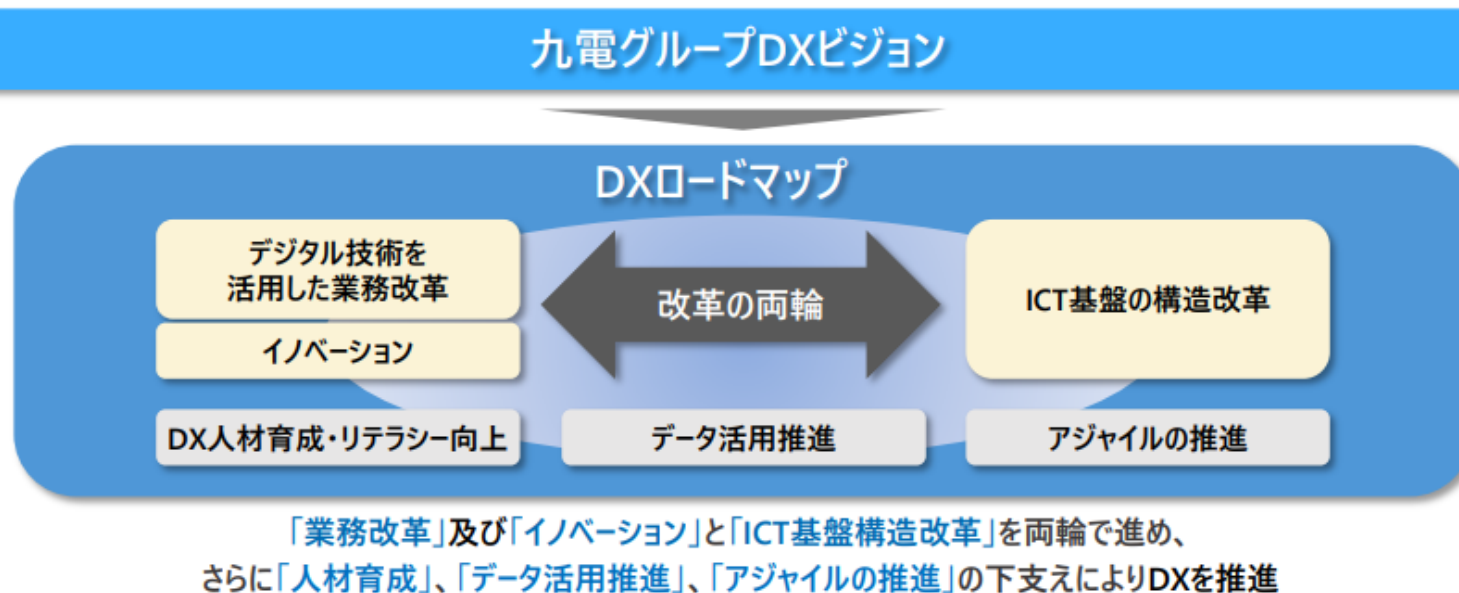 九電グループDXビジョン
DXロードマップ
デジタル技術を
活用した業務改革
イノベーション
改革の両輪
ICT基盤の構造改革
DX人材育成・リテラシー向上
データ活用推進
アジャイルの推進
「業務改革」及び「イノベーション」と「ICT基盤構造改革」を両輪で進め、
さらに「人材育成」、「データ活用推進」、「アジャイルの推進」の下支えによりDXを推進